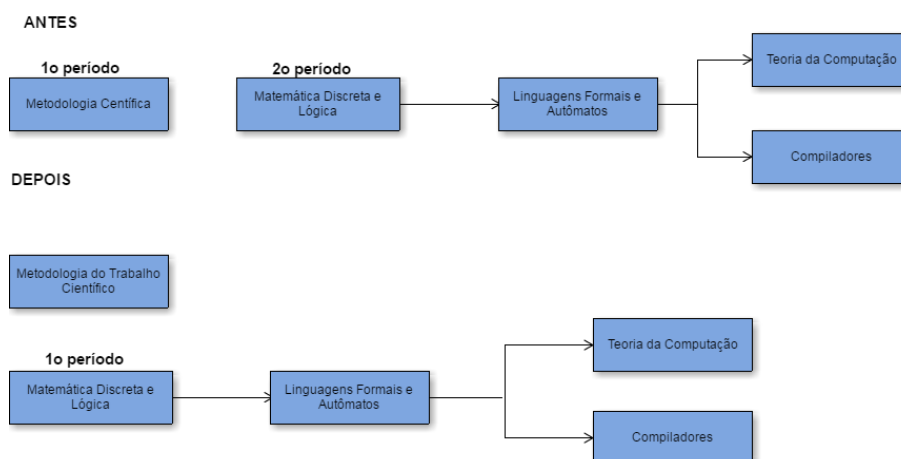 ANTES
1o período
2o período
Metodologia Científica
Matemática Discreta e
Lógica
Linguagens Formais e
Autômatos
Teoria da Computação
Compiladores
DEPOIS
Metodologia do Trabalho
Científico
1o período
Matemática Discreta e
Lógica
Linguagens Formais e
Autômatos
Teoria da Computação
Compiladores